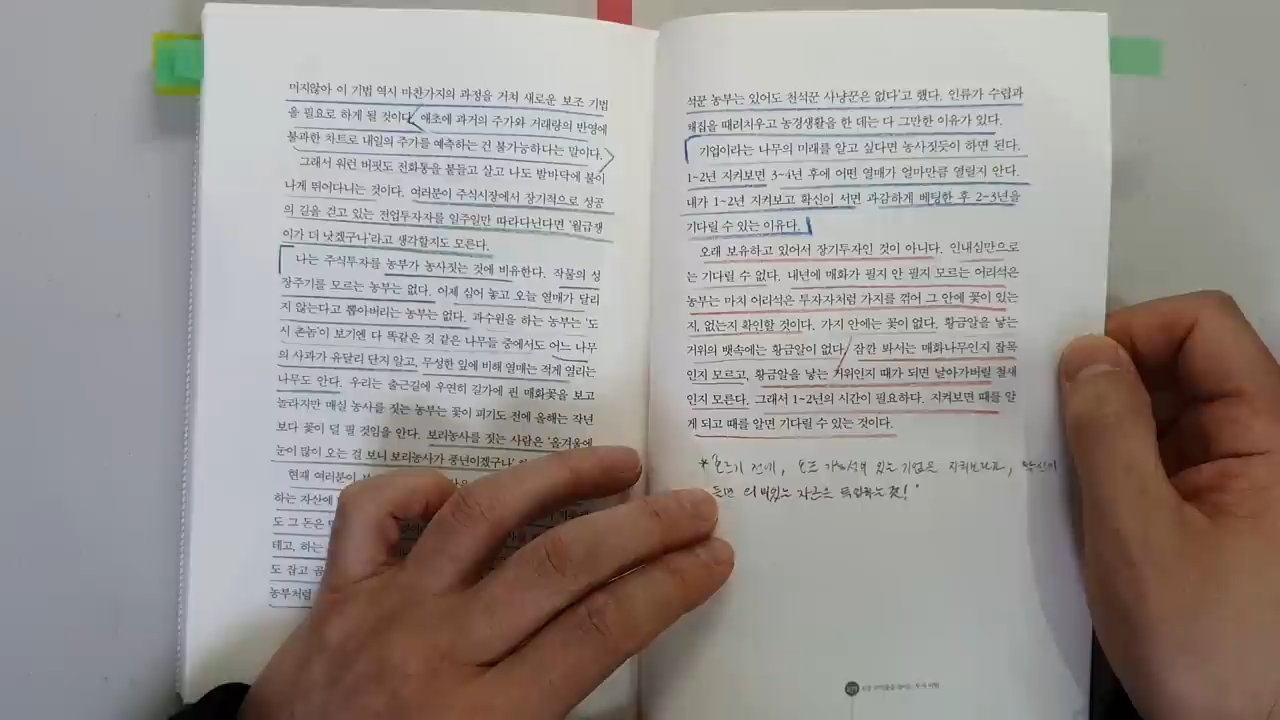 머지않아 이 기법 역시 마찬가지의 과정을 거쳐 새로운 보조 기법
을 필요로 하게 될 것이다. 애초에 과거의 주가와 거래량의 반영에
불과한 차트로 내일의 주가를 예측하는 건 불가능하다는 말이다.
그래서 워런 버핏도 전화통을 붙들고 살고 나도 발바닥에 불이
나게 뛰어다니는 것이다. 여러분이 주식시장에서 장기적으로 성공
의 길을 걷고 있는 전업투자자를 일주일만 따라다닌다면 '월급쟁
이가 더 낫겠구나'라고 생각할지도 모른다.
나는 주식투자를 농부가 농사짓는 것에 비유한다. 작물의 성
장주기를 모르는 농부는 없다. 어제 심어 놓고 오늘 열매가 달리
지 않는다고 뽑아버리는 농부는 없다. 과수원을 하는 농부는 '도
시 촌놈'이 보기엔 다 똑같은 것 같은 나무들 중에서도 어느 나무
의 사과가 유달리 단지 알고, 무성한 잎에 비해 열매는 적게 열리는
나무도 안다. 우리는 출근길에 우연히 길가에 핀 매화꽃을 보고
놀라지만 매실 농사를 짓는 농부는 꽃이 피기도 전에 올해는 작년
보다 꽃이 덜 필 것임을 안다. 보리농사를 짓는 사람은 '올겨울에
눈이 많이 오는 걸 보니 보리농사가 풍년이겠구나'
현재 여러분이
하는 자산에
도 그 돈은
테고, 하는
도 잡고
농부처럼
석꾼 농부는 있어도 천석꾼 사냥꾼은 없다'고 했다. 인류가 수렵과
채집을 때려치우고 농경생활을 한 데는 다 그만한 이유가 있다.
기업이라는 나무의 미래를 알고 싶다면 농사짓듯이 하면 된다.
1~2년 지켜보면 3~4년 후에 어떤 열매가 얼마만큼 열릴지 안다.
내가 1~2년 지켜보고 확신이 서면 과감하게 베팅한 후 2~3년을
기다릴 수 있는 이유다.
오래 보유하고 있어서 장기투자인 것이 아니다. 인내심만으로
는 기다릴 수 없다. 내년에 매화가 필지 안 필지 모르는 어리석은
농부는 마치 어리석은 투자자처럼 가지를 꺾어 그 안에 꽃이 있는
지, 없는지 확인할 것이다. 가지 안에는 꽃이 없다. 황금알을 낳는
거위의 뱃속에는 황금알이 없다. 잠깐 봐서는 매화나무인지 잡목
인지 모르고, 황금알을 낳는 거위인지 때가 되면 날아가버릴 철새
인지 모른다. 그래서 1~2년의 시간이 필요하다. 지켜보면 때를 알
게 되고 때를 알면 기다릴 수 있는 것이다.
* 오르기 전에, 오를 가능성이 있는 기업을 지켜보다가, 확신이
들면 의미있는 자금을 투입하는 것!